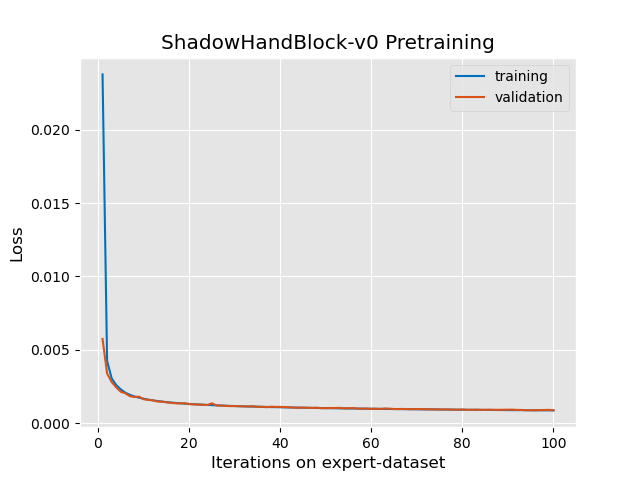 ShadowHandBlock-v0 Pretraining
training
validation
0.020
0.015
0.010
0.005
0.000
Loss
0 20 40 60 80 100
Iterations on expert-dataset